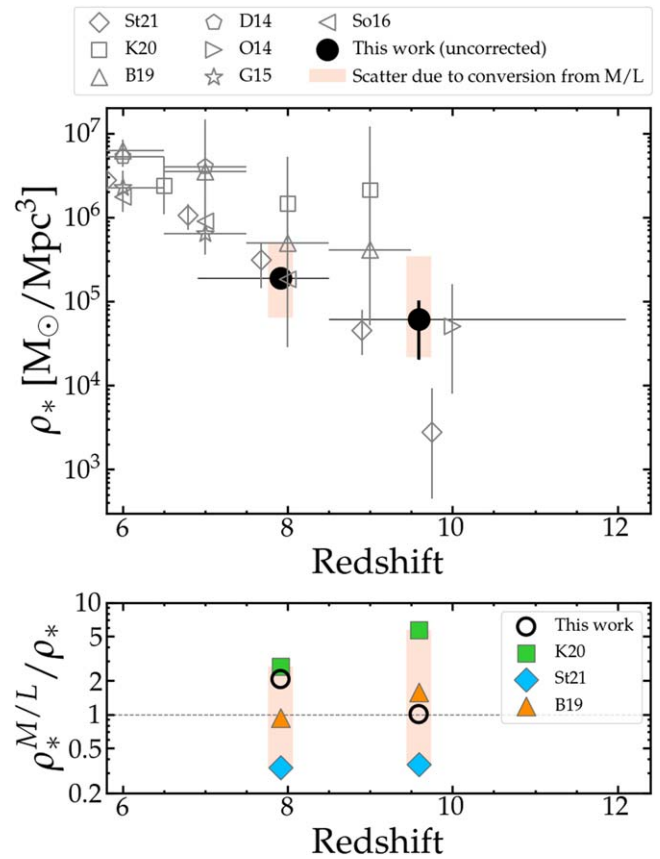 St21 D14 So16
K20 O14 This work (uncorrected)
B19 G15 Scatter due to conversion from M/L
10⁷
10⁶
10⁵
10⁴
10³
ρ* [M☉/Mpc³]
6 8 10 12
Redshift
10
5
2
1
0.5
0.2
ρ*^M/L/ρ*
This work
K20
St21
B19
6 8 10 12
Redshift